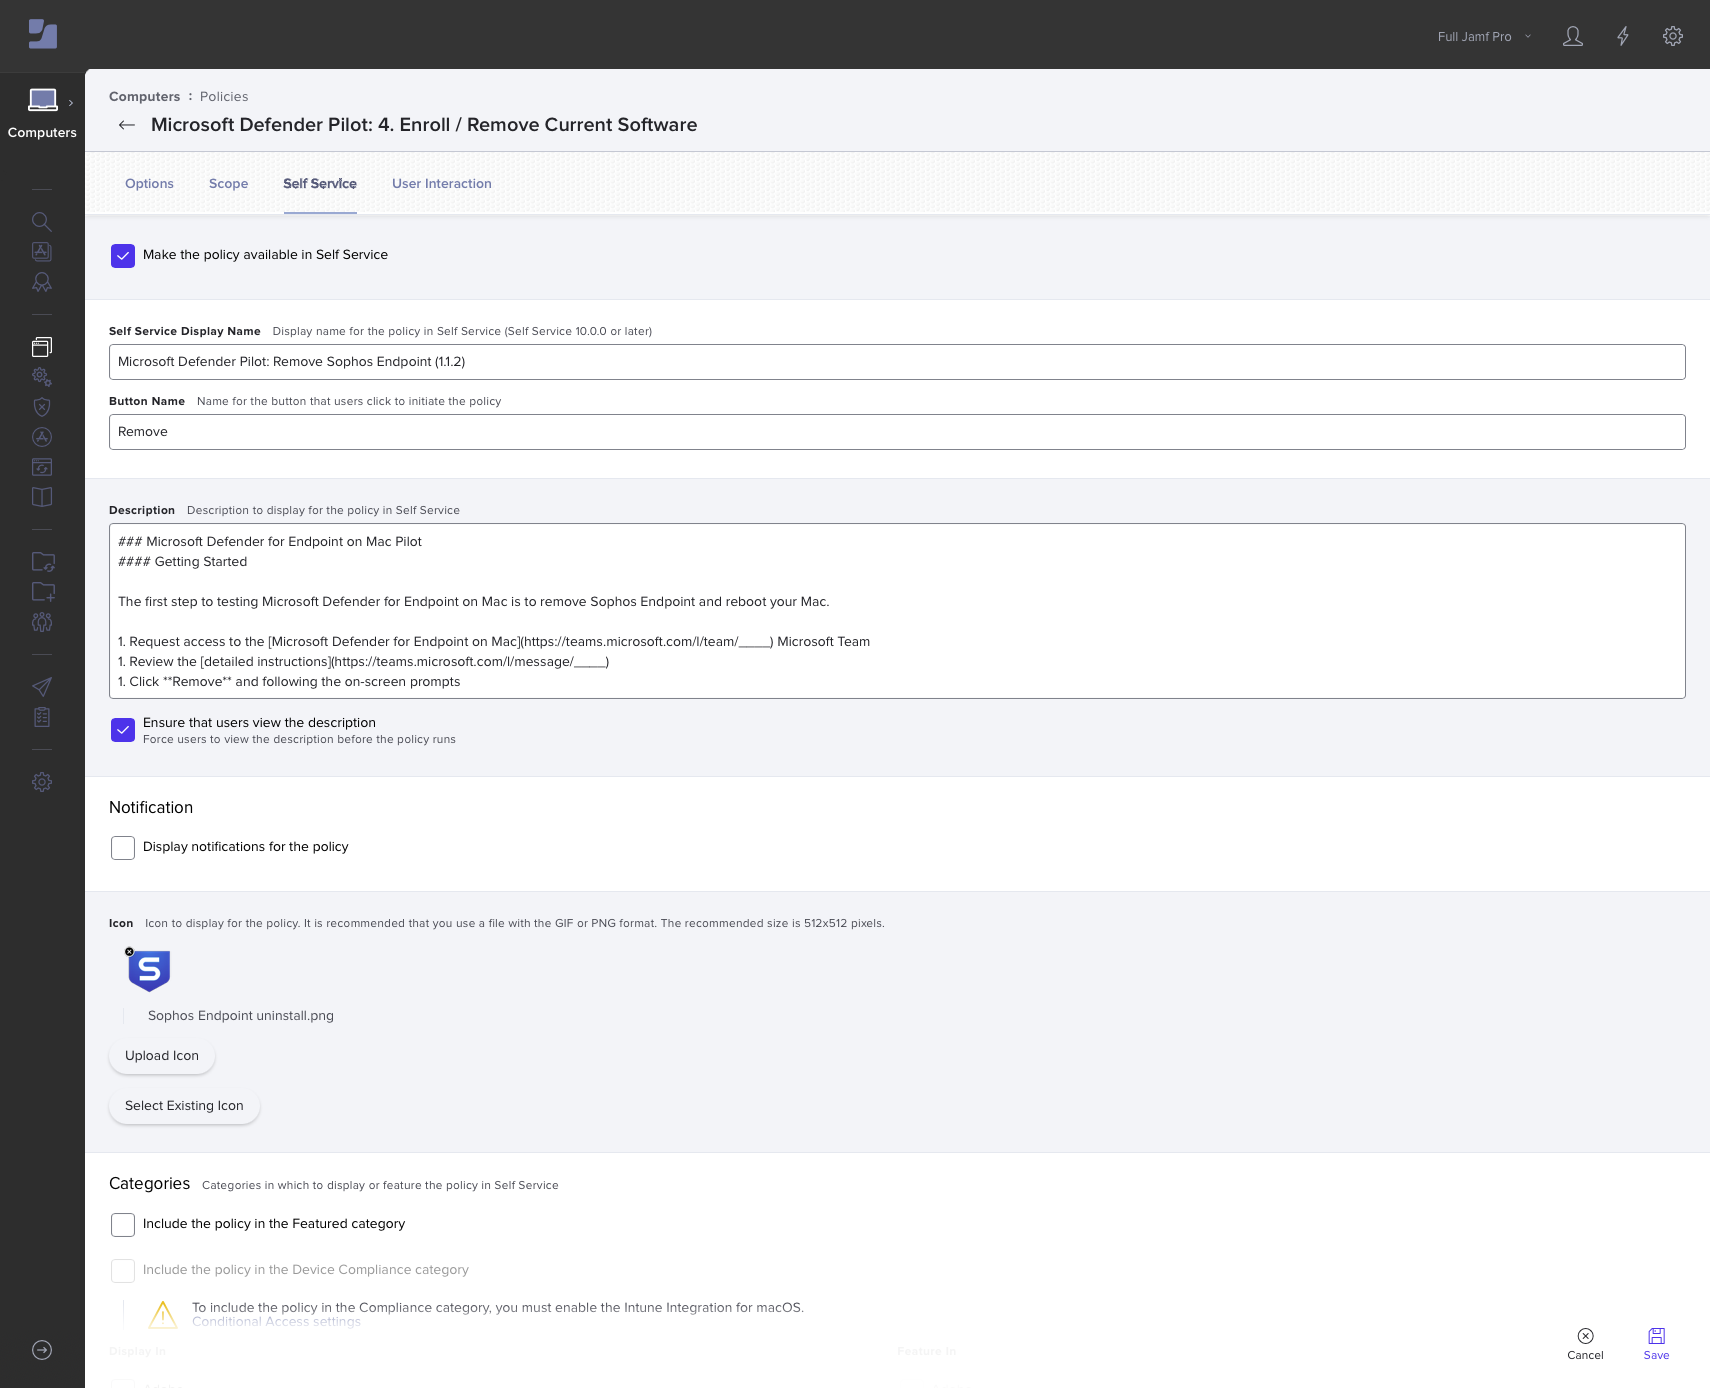 Full Jamf Pro
Computers
Computers : Policies
Microsoft Defender Pilot: 4. Enroll / Remove Current Software
Options
Scope
Self Service
User Interaction
Make the policy available in Self Service
Self Service Display Name Display name for the policy in Self Service (Self Service 10.0.0 or later)
Microsoft Defender Pilot: Remove Sophos Endpoint (1.1.2)
Button Name Name for the button that users click to initiate the policy
Remove
Description Description to display for the policy in Self Service
### Microsoft Defender for Endpoint on Mac Pilot
#### Getting Started
The first step to testing Microsoft Defender for Endpoint on Mac is to remove Sophos Endpoint and reboot your Mac.
1. Request access to the [Microsoft Defender for Endpoint on Mac](https://teams.microsoft.com/l/team/____) Microsoft Team
1. Review the [detailed instructions](https://teams.microsoft.com/l/message/____)
1. Click **Remove** and following the on-screen prompts
Ensure that users view the description
Force users to view the description before the policy runs
Notification
Display notifications for the policy
Icon Icon to display for the policy. It is recommended that you use a file with the GIF or PNG format. The recommended size is 512x512 pixels.
S
Sophos Endpoint uninstall.png
Upload Icon
Select Existing Icon
Categories Categories in which to display or feature the policy in Self Service
Include the policy in the Featured category
Include the policy in the Device Compliance category
To include the policy in the Compliance category, you must enable the Intune Integration for macOS.
Conditional Access settings
Display In
Feature In
Cancel
Save